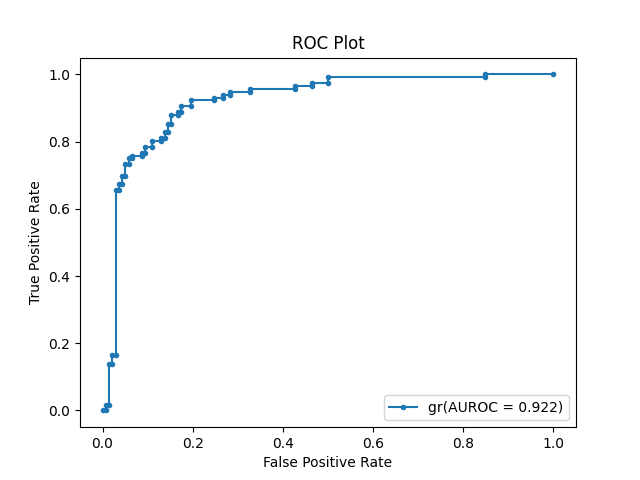 ROC Plot
True Positive Rate
1.0
0.8
0.6
0.4
0.2
0.0
gr(AUROC = 0.922)
0.0 0.2 0.4 0.6 0.8 1.0
False Positive Rate